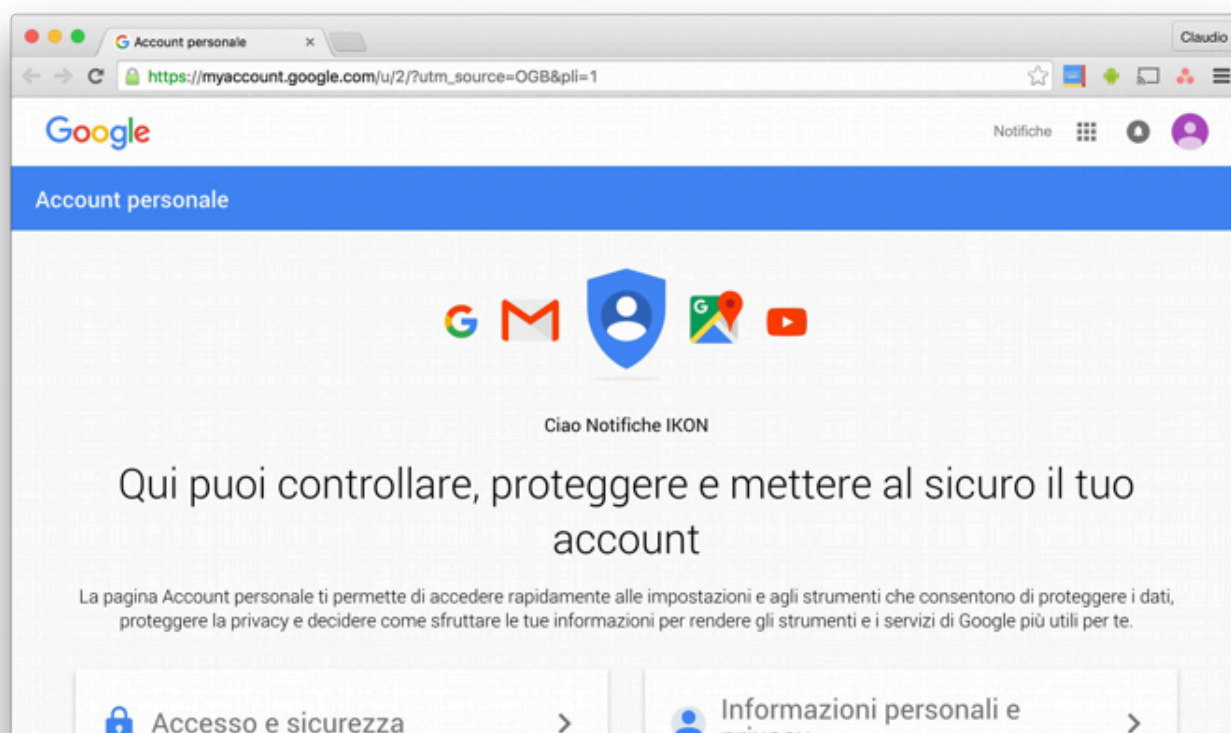 Account personale
Claudio
https://myaccount.google.com/u/2/?utm_source=OGB&pli=1
Google
Notifiche
Account personale
G
G
Ciao Notifiche IKON
Qui puoi controllare, proteggere e mettere al sicuro il tuo
account
La pagina Account personale ti permette di accedere rapidamente alle impostazioni e agli strumenti che consentono di proteggere i dati,
proteggere la privacy e decidere come sfruttare le tue informazioni per rendere gli strumenti e i servizi di Google più utili per te.
Accesso e sicurezza
Informazioni personali e